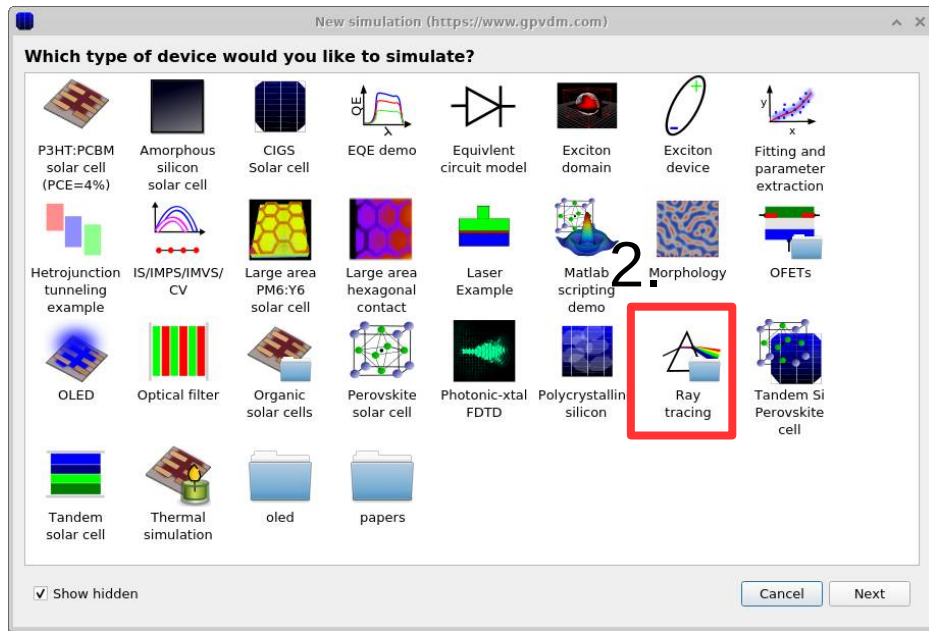 New simulation (https://www.gpvdm.com)
Which type of device would you like to simulate?
QE
λ
y
x
P3HT:PCBM
solar cell
(PCE=4%)
Amorphous
silicon
solar cell
CIGS
Solar cell
EQE demo
Equivlent
circuit model
Exciton
domain
Exciton
device
Fitting and
parameter
extraction
Hetrojunction
tunneling
example
IS/IMPS/IMVS/
CV
Large area
PM6:Y6
solar cell
Large area
hexagonal
contact
Laser
Example
Matlab
scripting
demo
2.
Morphology
OFETs
OLED
Optical filter
Organic
solar cells
Perovskite
solar cell
Photonic-xtal
FDTD
Polycrystallin
silicon
Ray
tracing
Tandem Si
Perovskite
cell
Tandem
solar cell
Thermal
simulation
oled
papers
Show hidden
Cancel
Next